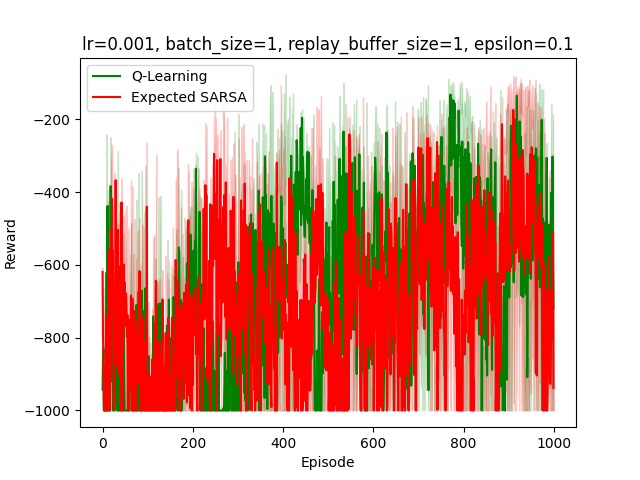 lr=0.001, batch_size=1, replay_buffer_size=1, epsilon=0.1
Q-Learning
Expected SARSA
−200
−400
−600
−800
−1000
Reward
0 200 400 600 800 1000
Episode